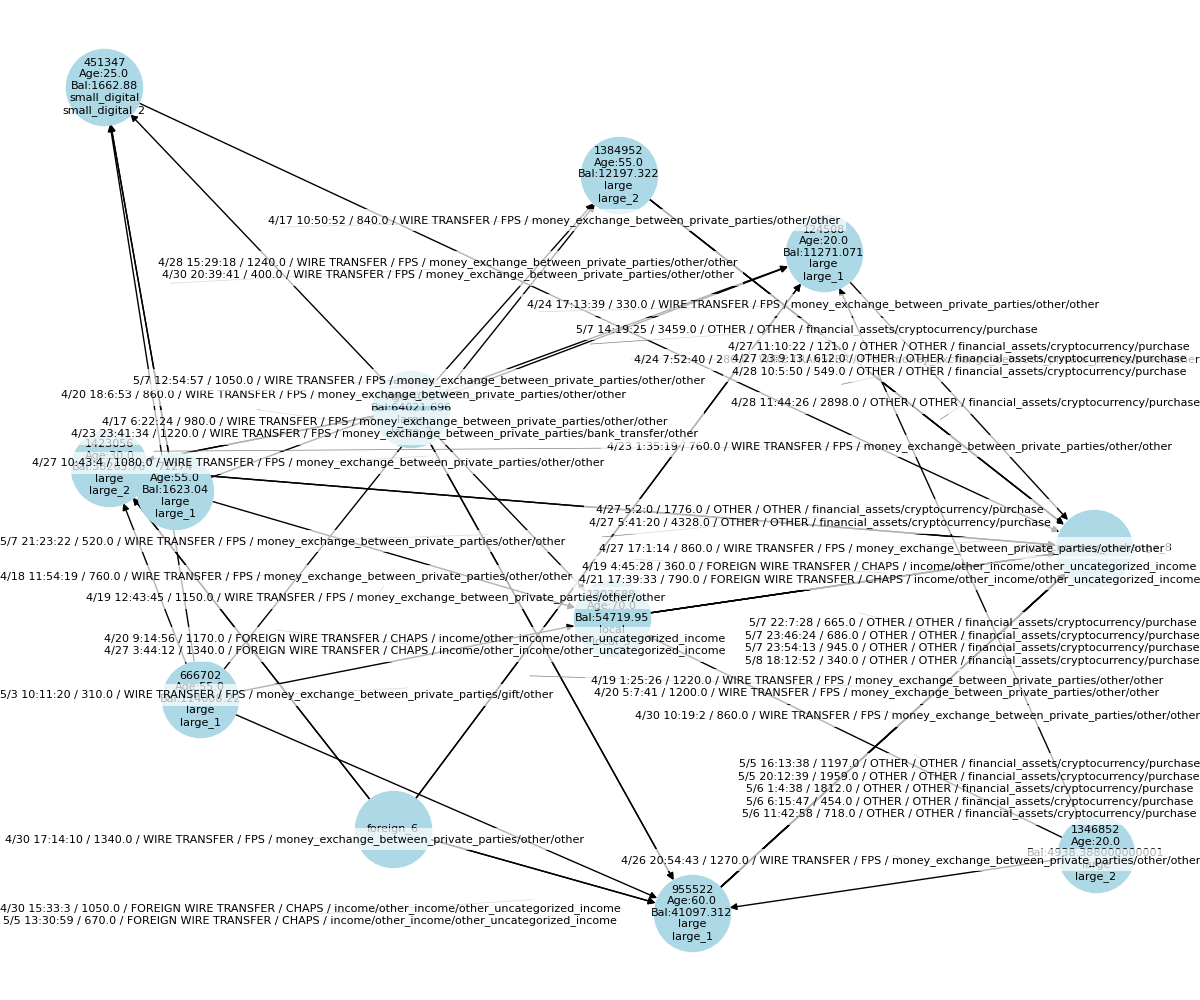 451347
Age:25.0
Bal:1662.88
small_digital
small_digital_2
1384952
Age:55.0
Bal:12197.322
large
large_2
4/17 10:50:52 / 840.0 / WIRE TRANSFER / FPS / money_exchange_between_private_parties/other/other
124508
Age:20.0
Bal:11271.071
large
large_1
4/28 15:29:18 / 1240.0 / WIRE TRANSFER / FPS / money_exchange_between_private_parties/other/other
4/30 20:39:41 / 400.0 / WIRE TRANSFER / FPS / money_exchange_between_private_parties/other/other
4/24 17:13:39 / 330.0 / WIRE TRANSFER / FPS / money_exchange_between_private_parties/other/other
5/7 14:19:25 / 3459.0 / OTHER / OTHER / financial_assets/cryptocurrency/purchase
4/27 11:10:22 / 121.0 / OTHER / OTHER / financial_assets/cryptocurrency/purchase
4/24 7:52:40 / 2
4/27 23:9:13 / 612.0 / OTHER / OTHER / financial_assets/cryptocurrency/purchase
4/28 10:5:50 / 549.0 / OTHER / OTHER / financial_assets/cryptocurrency/purchase
5/7 12:54:57 / 1050.0 / WIRE TRANSFER / FPS / money_exchange_between_private_parties/other/other
4/20 18:6:53 / 860.0 / WIRE TRANSFER / FPS / money_exchange_between_private_parties/other/other
4/28 11:44:26 / 2898.0 / OTHER / OTHER / financial_assets/cryptocurrency/purchase
Bal:64021.696
4/17 6:22:24 / 980.0 / WIRE TRANSFER / FPS / money_exchange_between_private_parties/other/other
4/23 23:41:34 / 1220.0 / WIRE TRANSFER / FPS / money_exchange_between_private_parties/bank_transfer/other
4/23 1:35:19 / 760.0 / WIRE TRANSFER / FPS / money_exchange_between_private_parties/other/other
1423056
4/27 10:43:4 / 1080.0 / WIRE TRANSFER / FPS / money_exchange_between_private_parties/other/other
large
large_2
Age:55.0
Bal:1623.04
large
large_1
4/27 5:2:0 / 1776.0 / OTHER / OTHER / financial_assets/cryptocurrency/purchase
4/27 5:41:20 / 4328.0 / OTHER / OTHER / financial_assets/cryptocurrency/purchase
5/7 21:23:22 / 520.0 / WIRE TRANSFER / FPS / money_exchange_between_private_parties/other/other
4/27 17:1:14 / 860.0 / WIRE TRANSFER / FPS / money_exchange_between_private_parties/other/other
4/19 4:45:28 / 360.0 / FOREIGN WIRE TRANSFER / CHAPS / income/other_income/other_uncategorized_income
4/21 17:39:33 / 790.0 / FOREIGN WIRE TRANSFER / CHAPS / income/other_income/other_uncategorized_income
4/18 11:54:19 / 760.0 / WIRE TRANSFER / FPS / money_exchange_between_private_parties/other/other
4/19 12:43:45 / 1150.0 / WIRE TRANSFER / FPS / money_exchange_between_private_parties/other/other
Age:70.0
Bal:54719.95
local
5/7 22:7:28 / 665.0 / OTHER / OTHER / financial_assets/cryptocurrency/purchase
5/7 23:46:24 / 686.0 / OTHER / OTHER / financial_assets/cryptocurrency/purchase
5/7 23:54:13 / 945.0 / OTHER / OTHER / financial_assets/cryptocurrency/purchase
5/8 18:12:52 / 340.0 / OTHER / OTHER / financial_assets/cryptocurrency/purchase
4/20 9:14:56 / 1170.0 / FOREIGN WIRE TRANSFER / CHAPS / income/other_income/other_uncategorized_income
4/27 3:44:12 / 1340.0 / FOREIGN WIRE TRANSFER / CHAPS / income/other_income/other_uncategorized_income
666702
Age:55.0
large
large_1
4/19 1:25:26 / 1220.0 / WIRE TRANSFER / FPS / money_exchange_between_private_parties/other/other
4/20 5:7:41 / 1200.0 / WIRE TRANSFER / FPS / money_exchange_between_private_parties/other/other
5/3 10:11:20 / 310.0 / WIRE TRANSFER / FPS / money_exchange_between_private_parties/gift/other
4/30 10:19:2 / 860.0 / WIRE TRANSFER / FPS / money_exchange_between_private_parties/other/other
5/5 16:13:38 / 1197.0 / OTHER / OTHER / financial_assets/cryptocurrency/purchase
5/5 20:12:39 / 1959.0 / OTHER / OTHER / financial_assets/cryptocurrency/purchase
5/6 1:4:38 / 1812.0 / OTHER / OTHER / financial_assets/cryptocurrency/purchase
5/6 6:15:47 / 454.0 / OTHER / OTHER / financial_assets/cryptocurrency/purchase
5/6 11:42:58 / 718.0 / OTHER / OTHER / financial_assets/cryptocurrency/purchase
foreign_6
4/30 17:14:10 / 1340.0 / WIRE TRANSFER / FPS / money_exchange_between_private_parties/other/other
1346852
Age:20.0
Bal:4938.388000000001
4/26 20:54:43 / 1270.0 / WIRE TRANSFER / FPS / money_exchange_between_private_parties/other/other
large
large_2
955522
Age:60.0
Bal:41097.312
large
large_1
4/30 15:33:3 / 1050.0 / FOREIGN WIRE TRANSFER / CHAPS / income/other_income/other_uncategorized_income
5/5 13:30:59 / 670.0 / FOREIGN WIRE TRANSFER / CHAPS / income/other_income/other_uncategorized_income